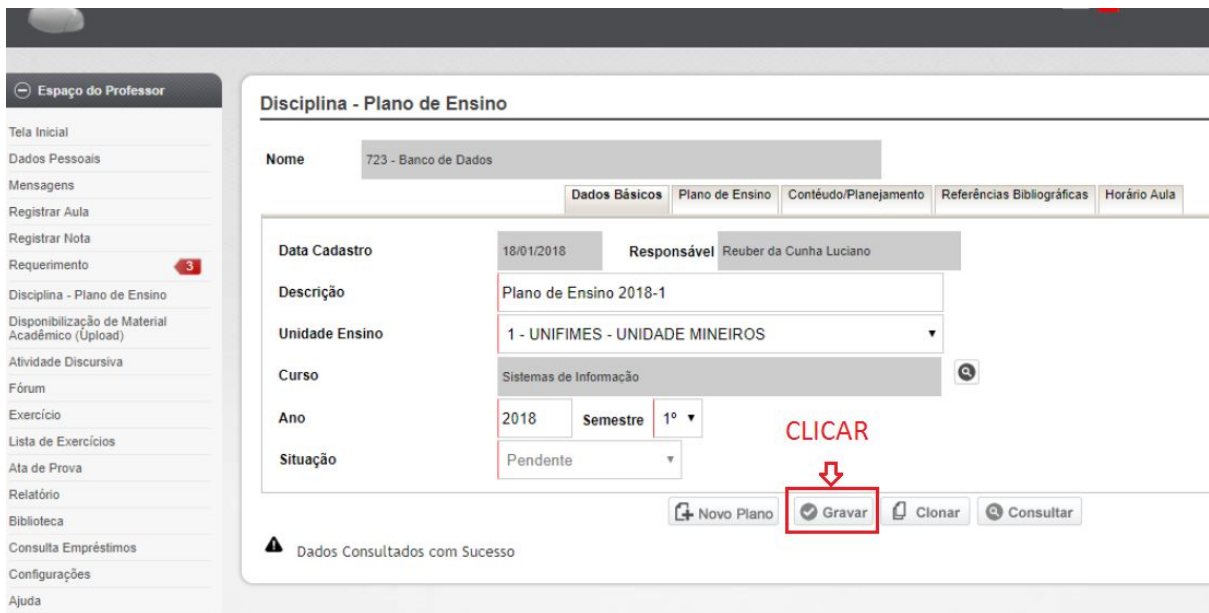 Espaço do Professor
Tela Inicial
Dados Pessoais
Mensagens
Registrar Aula
Registrar Nota
Requerimento 3
Disciplina - Plano de Ensino
Disponibilização de Material
Acadêmico (Upload)
Atividade Discursiva
Fórum
Exercício
Lista de Exercícios
Ata de Prova
Relatório
Biblioteca
Consulta Empréstimos
Configurações
Ajuda
Disciplina - Plano de Ensino
Nome 723 - Banco de Dados
Dados Básicos Plano de Ensino Contéudo/Planejamento Referências Bibliográficas Horário Aula
Data Cadastro 18/01/2018 Responsável Reuber da Cunha Luciano
Descrição Plano de Ensino 2018-1
Unidade Ensino 1 - UNIFIMES - UNIDADE MINEIROS
Curso Sistemas de Informação
Ano 2018 Semestre 1º
CLICAR
Situação Pendente
Novo Plano Gravar Clonar Consultar
Dados Consultados com Sucesso